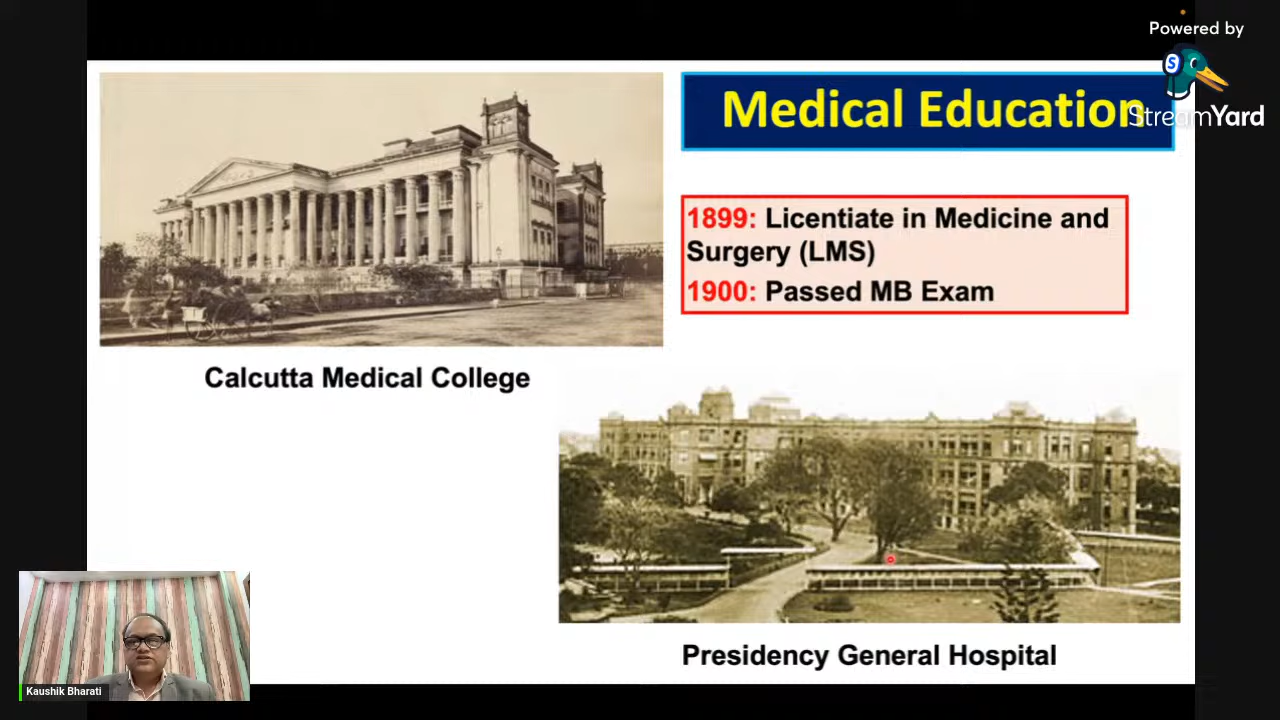 Powered by
S
StreamYard
Medical Education
1899: Licentiate in Medicine and
Surgery (LMS)
1900: Passed MB Exam
Calcutta Medical College
Presidency General Hospital
Kaushik Bharati